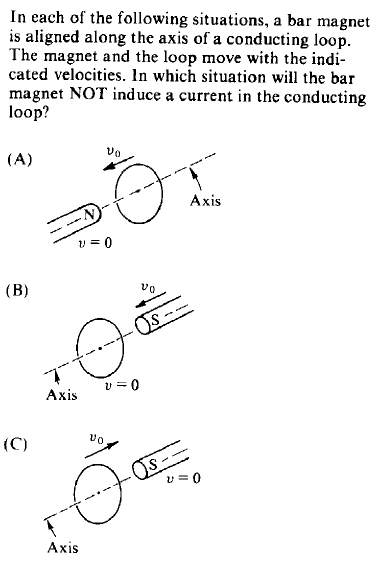 In each of the following situations, a bar magnet
is aligned along the axis of a conducting loop.
The magnet and the loop move with the indi-
cated velocities. In which situation will the bar
magnet NOT induce a current in the conducting
loop?
(A)
v₀
N
Axis
v = 0
(B)
v₀
S
v = 0
Axis
(C)
v₀
S
v = 0
Axis